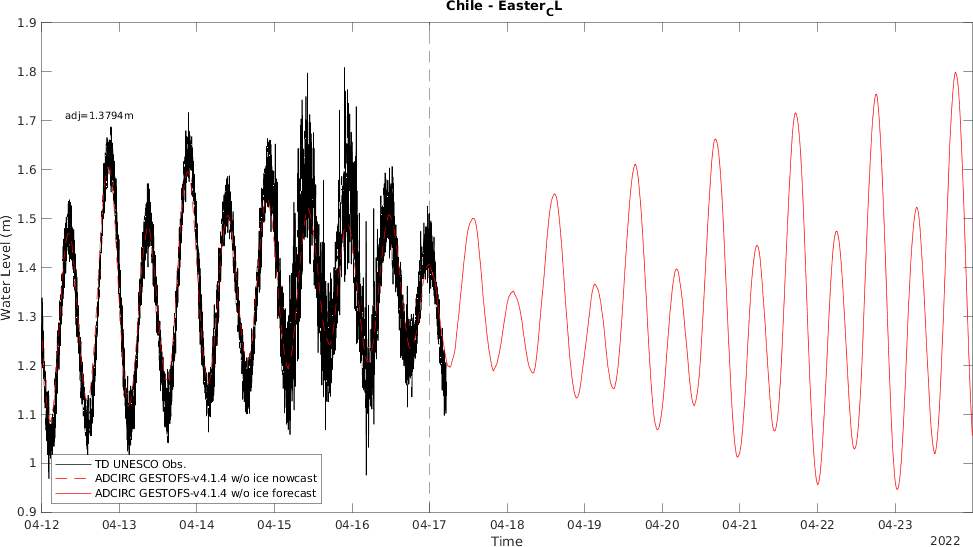 Chile - Easter_CL
1.9
1.8
1.7
1.6
1.5
1.4
1.3
1.2
1.1
1
0.9
Water Level (m)
adj=1.3794m
TD UNESCO Obs.
ADCIRC GESTOFS-v4.1.4 w/o ice nowcast
ADCIRC GESTOFS-v4.1.4 w/o ice forecast
04-12 04-13 04-14 04-15 04-16 04-17 04-18 04-19 04-20 04-21 04-22 04-23
Time
2022